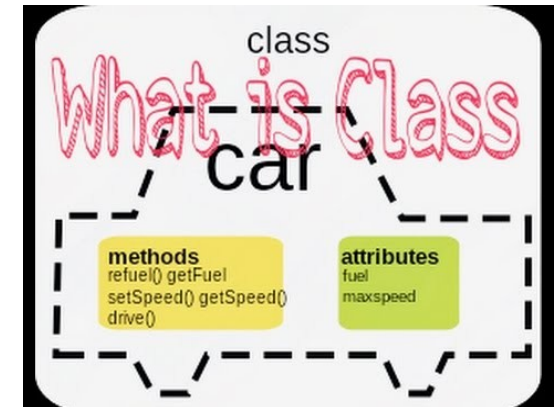 class
What is Class
car
methods
refuel() getFuel
setSpeed() getSpeed()
drive()
attributes
fuel
maxspeed